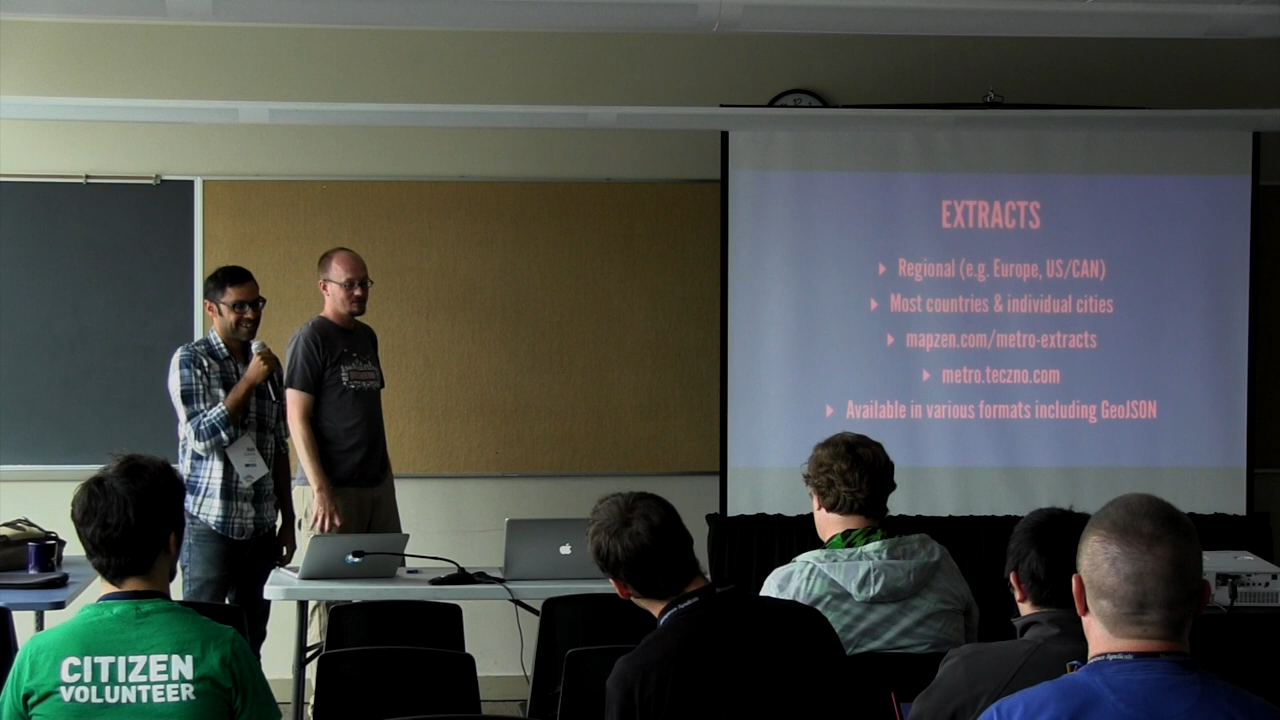 EXTRACTS
Regional (e.g. Europe, US/CAN)
Most countries & individual cities
mapzen.com/metro-extracts
metro.teczno.com
Available in various formats including GeoJSON
CITIZEN
VOLUNTEER